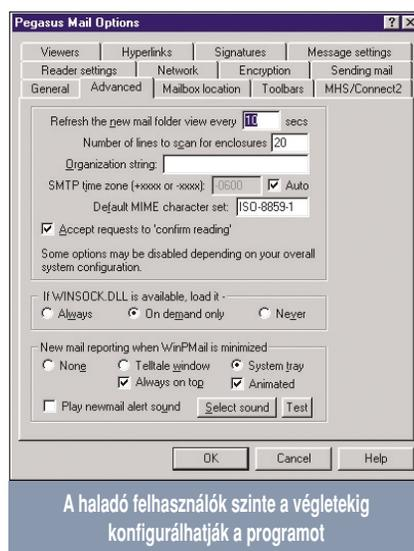 Pegasus Mail Options
Viewers Hyperlinks Signatures Message settings
Reader settings Network Encryption Sending mail
General Advanced Mailbox location Toolbars MHS/Connect2
Refresh the new mail folder view every 10 secs
Number of lines to scan for enclosures 20
Organization string:
SMTP time zone (+xxxx or -xxxx): -0600 Auto
Default MIME character set: ISO-8859-1
Accept requests to 'confirm reading'
Some options may be disabled depending on your overall
system configuration.
If WINSOCK.DLL is available, load it -
Always On demand only Never
New mail reporting when WinPMail is minimized
None Telltale window System tray
Always on top Animated
Play newmail alert sound Select sound Test
OK Cancel Help
A haladó felhasználók szinte a végletekig
konfigurálhatják a programot